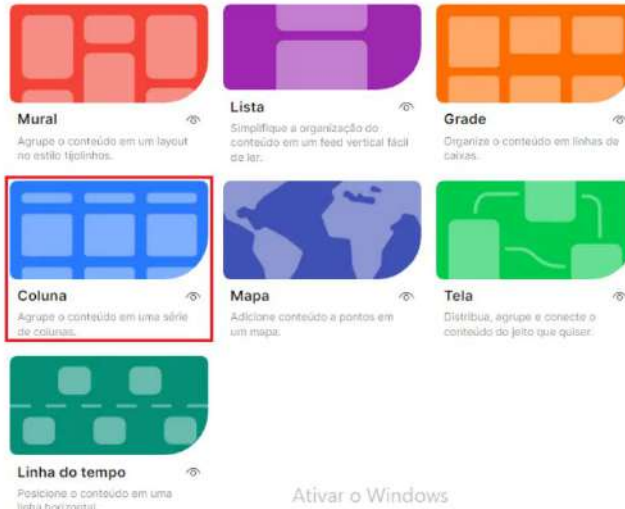 Mural
Agrupe o conteúdo em um layout
no estilo tijolinhos.
Lista
Simplifique a organização do
conteúdo em um feed vertical fácil
de ler.
Grade
Organize o conteúdo em linhas de
caixas.
Coluna
Agrupe o conteúdo em uma série
de colunas.
Mapa
Adicione conteúdo a pontos em
um mapa.
Tela
Distribua, agrupe e conecte o
conteúdo do jeito que quiser.
Linha do tempo
Posicione o conteúdo em uma
linha horizontal.
Ativar o Windows